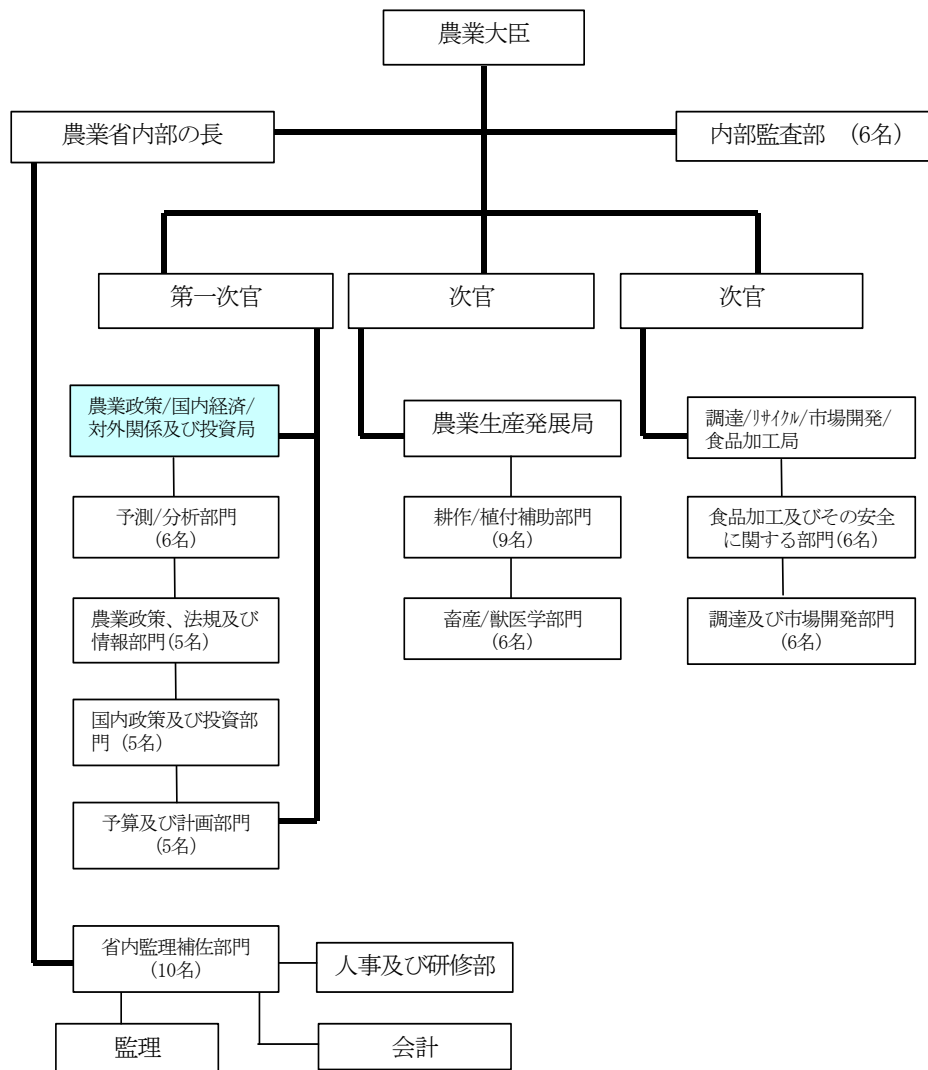 農業大臣
農業省内部の長
内部監査部 (6名)
第一次官
次官
次官
農業政策/国内経済/
対外関係及び投資局
農業生産発展局
調達/ﾘｻｲｸﾙ/市場開発/
食品加工局
予測/分析部門
(6名)
耕作/植付補助部門
(9名)
食品加工及びその安全
に関する部門(6名)
農業政策、法規及び
情報部門(5名)
畜産/獣医学部門
(6名)
調達及び市場開発部門
(6名)
国内政策及び投資部
門 (5名)
予算及び計画部門
(5名)
省内監理補佐部門
(10名)
人事及び研修部
監理
会計